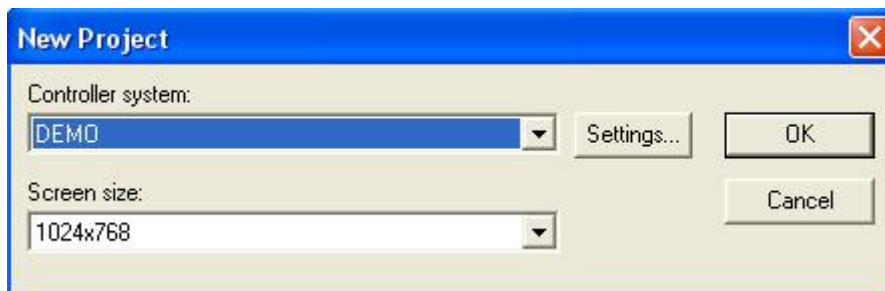 New Project
Controller system:
DEMO
Settings...
OK
Screen size:
1024x768
Cancel